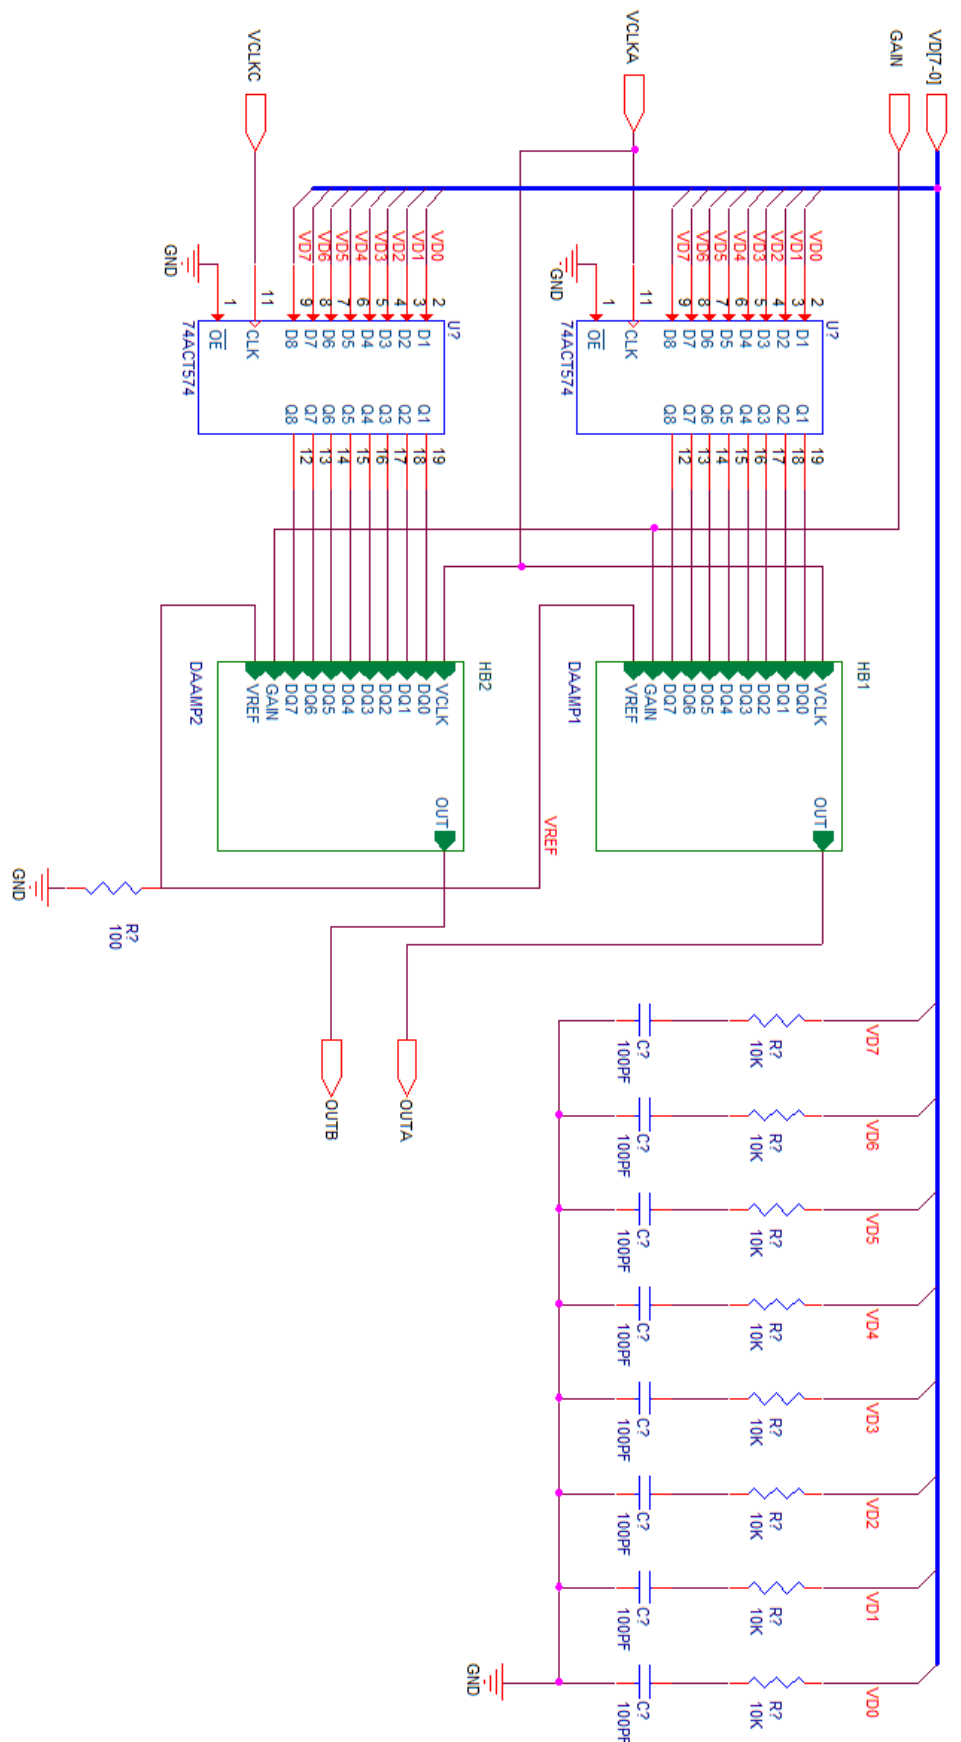 VD[7-0]
GAIN
VCLKA
VCLKC
VD0
VD1
VD2
VD3
VD4
VD5
VD6
VD7
GND
2
3
4
5
6
7
8
9
11
1
U?
D1
D2
D3
D4
D5
D6
D7
D8
CLK
OE
Q1
Q2
Q3
Q4
Q5
Q6
Q7
Q8
74ACT574
19
18
17
16
15
14
13
12
HB1
VCLK
DQ0
DQ1
DQ2
DQ3
DQ4
DQ5
DQ6
DQ7
GAIN
VREF
OUT
DAAMP1
VREF
VD0
VD1
VD2
VD3
VD4
VD5
VD6
VD7
GND
2
3
4
5
6
7
8
9
11
1
U?
D1
D2
D3
D4
D5
D6
D7
D8
CLK
OE
Q1
Q2
Q3
Q4
Q5
Q6
Q7
Q8
74ACT574
19
18
17
16
15
14
13
12
HB2
VCLK
DQ0
DQ1
DQ2
DQ3
DQ4
DQ5
DQ6
DQ7
GAIN
VREF
OUT
DAAMP2
R?
100
GND
OUTA
OUTB
VD7
R?
10K
C?
100PF
VD6
R?
10K
C?
100PF
VD5
R?
10K
C?
100PF
VD4
R?
10K
C?
100PF
VD3
R?
10K
C?
100PF
VD2
R?
10K
C?
100PF
VD1
R?
10K
C?
100PF
VD0
R?
10K
C?
100PF
GND